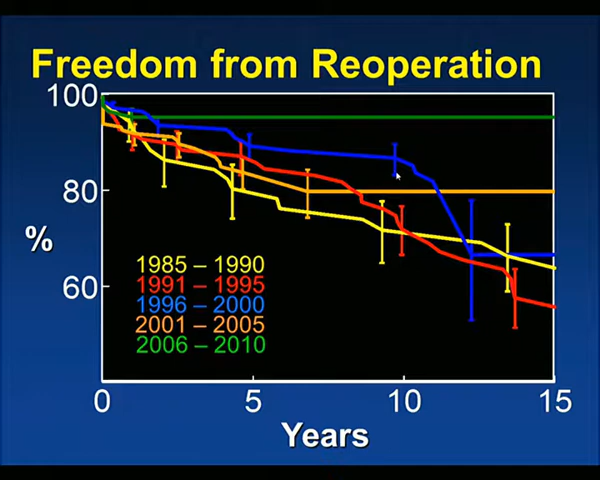 Freedom from Reoperation
100
80
%
60
1985 – 1990
1991 – 1995
1996 – 2000
2001 – 2005
2006 – 2010
0 5 10 15
Years